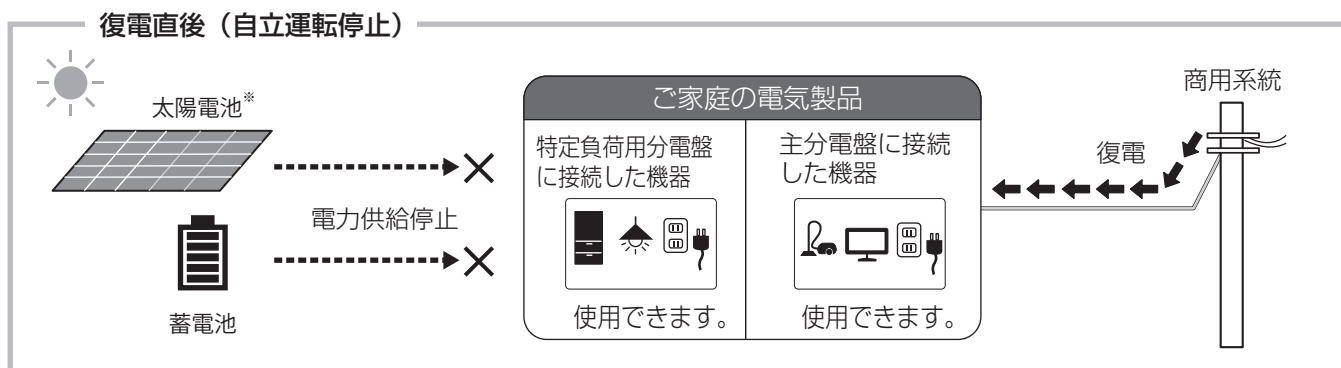 復電直後（自立運転停止）
太陽電池※
電力供給停止
蓄電池
ご家庭の電気製品
特定負荷用分電盤
に接続した機器
使用できます。
主分電盤に接続
した機器
使用できます。
復電
商用系統